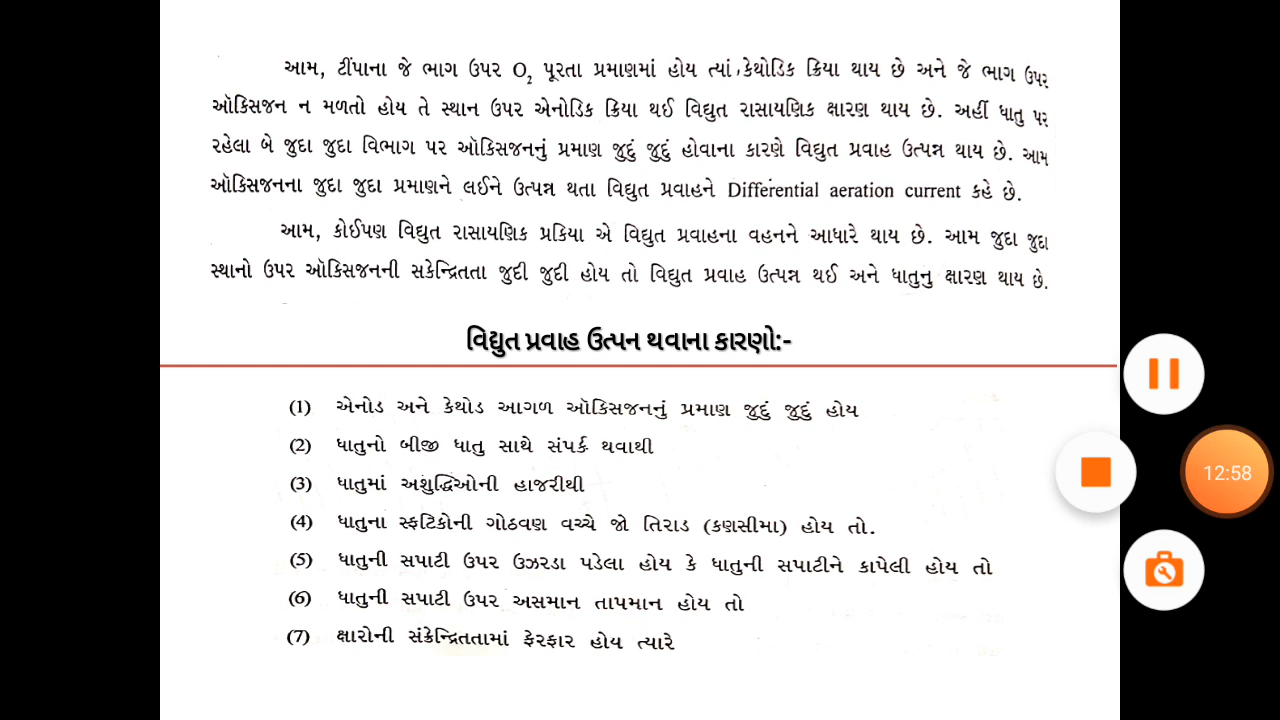 આમ, ટીંપાના જે ભાગ ઉપર O₂ પૂરતા પ્રમાણમાં હોય ત્યાં કેથોડિક ક્રિયા થાય છે અને જે ભાગ ઉપર
ઑક્સિજન ન મળતો હોય તે સ્થાન ઉપર એનોડિક ક્રિયા થઈ વિદ્યુત રાસાયણિક ક્ષારણ થાય છે. અહીં ધાતુ પર
રહેલા બે જુદા જુદા વિભાગ પર ઑક્સિજનનું પ્રમાણ જુદું જુદું હોવાના કારણે વિદ્યુત પ્રવાહ ઉત્પન્ન થાય છે. આમ
ઑક્સિજનના જુદા જુદા પ્રમાણને લઈને ઉત્પન્ન થતા વિદ્યુત પ્રવાહને Differential aeration current કહે છે.
આમ, કોઈપણ વિદ્યુત રાસાયણિક પ્રક્રિયા એ વિદ્યુત પ્રવાહના વહનને આધારે થાય છે. આમ જુદા જુદા
સ્થાનો ઉપર ઑક્સિજનની સકેન્દ્રિતતા જુદી જુદી હોય તો વિદ્યુત પ્રવાહ ઉત્પન્ન થઈ અને ધાતુનુ ક્ષારણ થાય છે.
વિદ્યુત પ્રવાહ ઉત્પન થવાના કારણો:-
(1) એનોડ અને કેથોડ આગળ ઑક્સિજનનું પ્રમાણ જુદું જુદું હોય
(2) ધાતુનો બીજી ધાતુ સાથે સંપર્ક થવાથી
(3) ધાતુમાં અશુદ્ધિઓની હાજરીથી
(4) ધાતુના સ્ફટિકોની ગોઠવણ વચ્ચે જો તિરાડ (કણસીમા) હોય તો.
(5) ધાતુની સપાટી ઉપર ઉઝરડા પડેલા હોય કે ધાતુની સપાટીને કાપેલી હોય તો
(6) ધાતુની સપાટી ઉપર અસમાન તાપમાન હોય તો
(7) ક્ષારોની સંકેન્દ્રિતતામાં ફેરફાર હોય ત્યારે
12:58